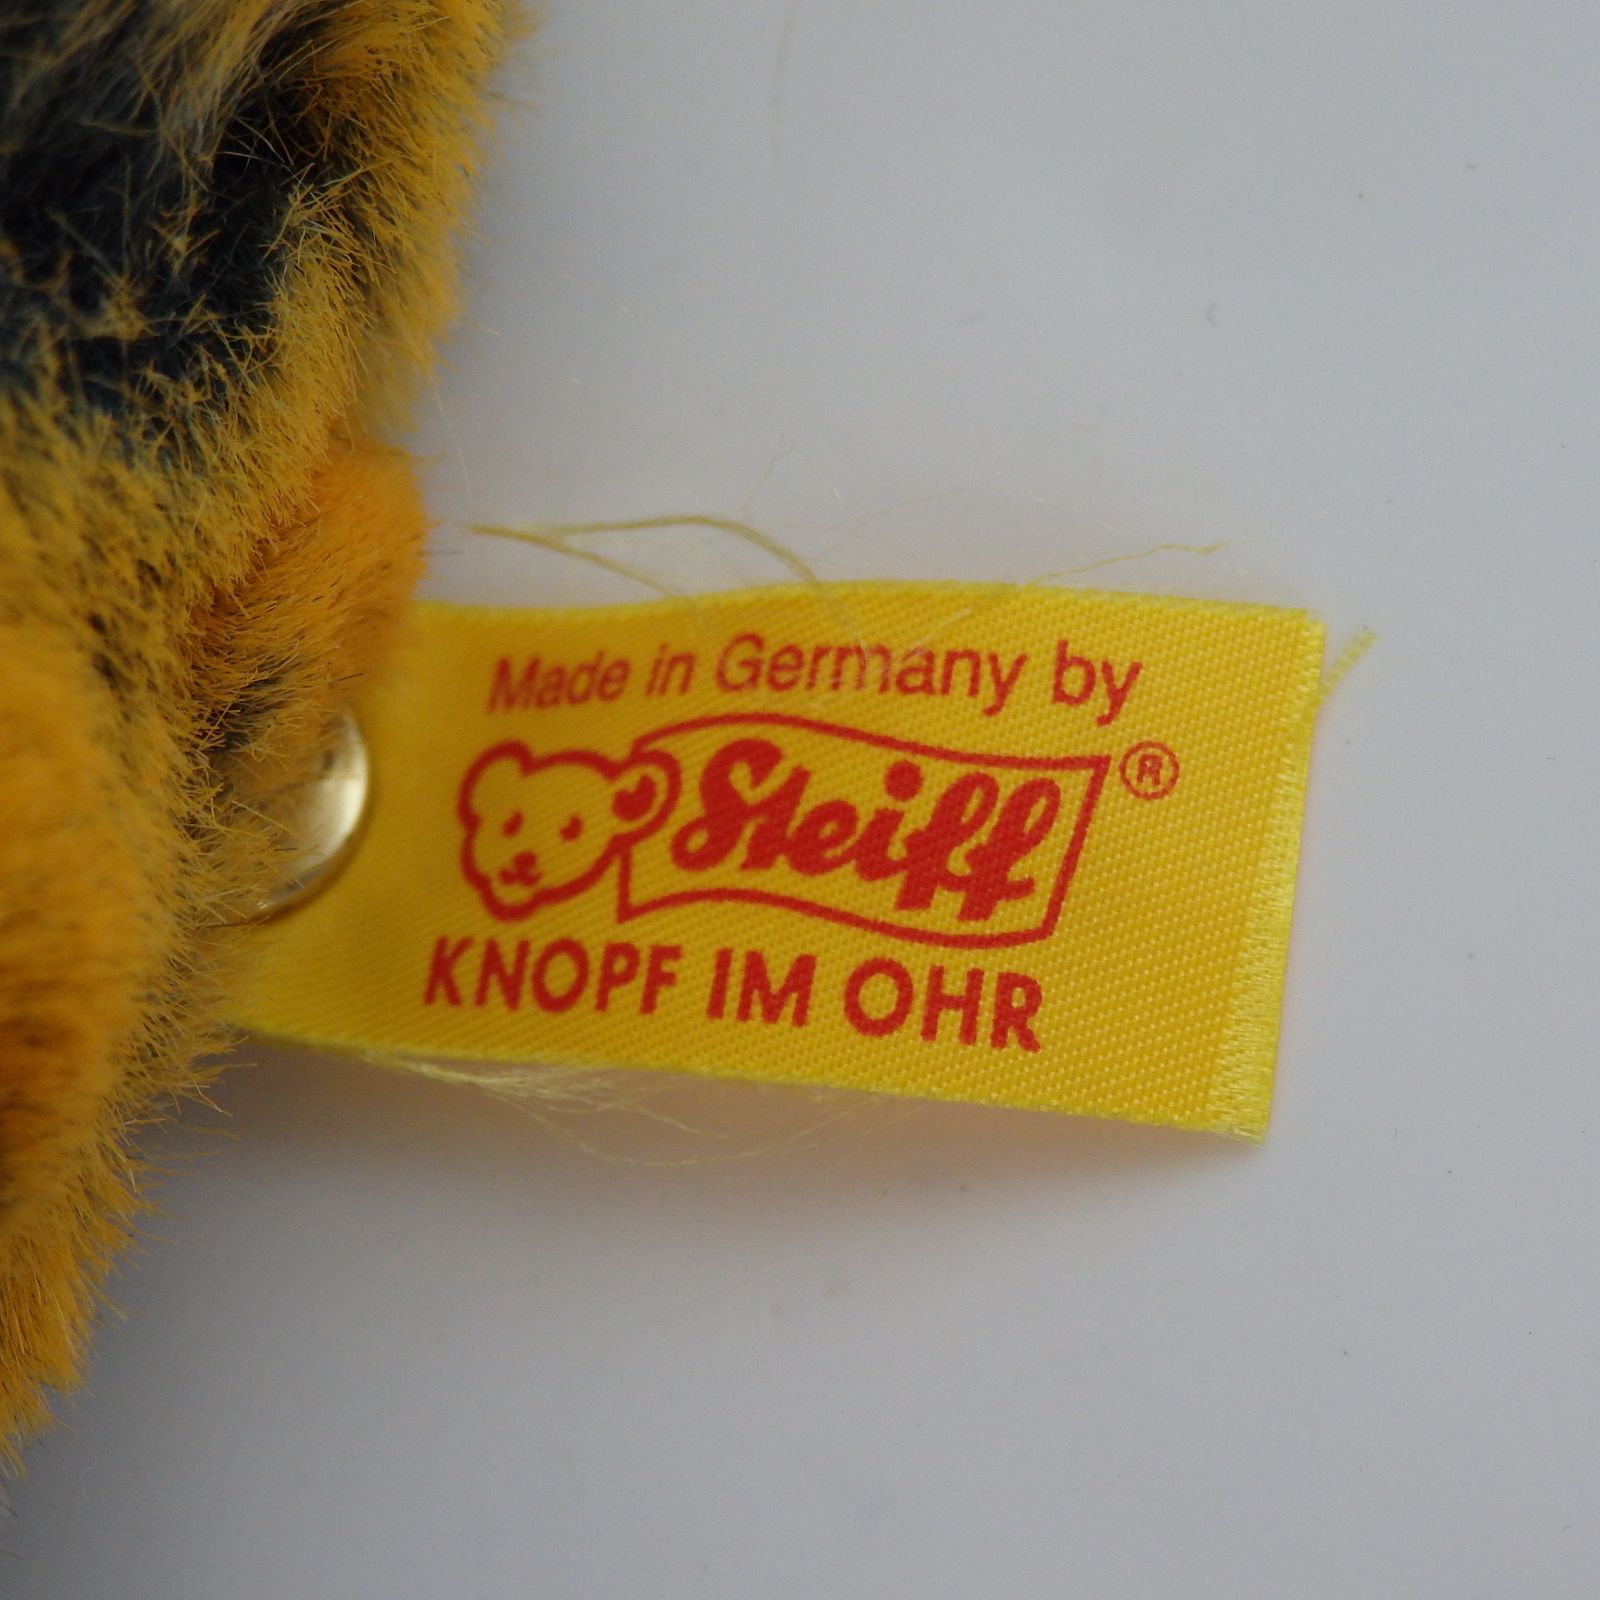 Made in Germany by
Steiff ®
KNOPF IM OHR